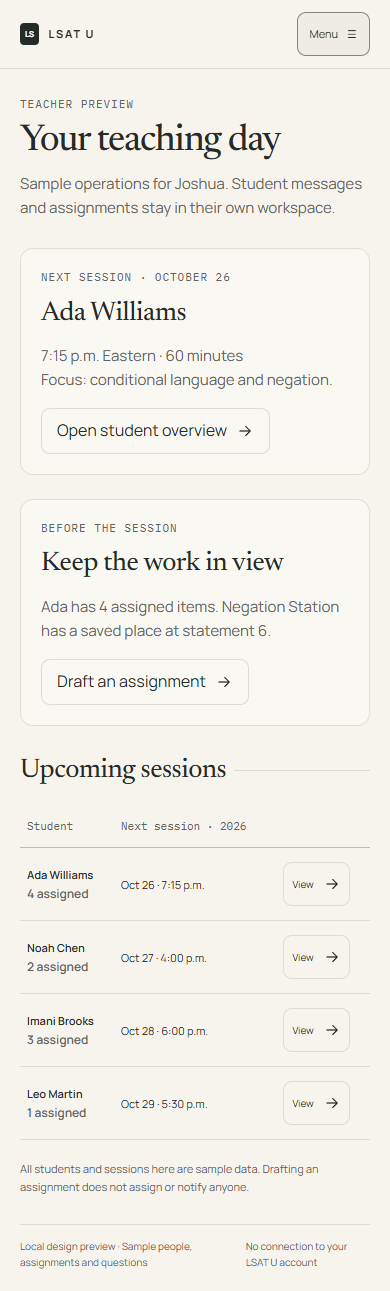 LS LSAT U
Menu ☰
TEACHER PREVIEW
Your teaching day
Sample operations for Joshua. Student messages
and assignments stay in their own workspace.
NEXT SESSION · OCTOBER 26
Ada Williams
7:15 p.m. Eastern · 60 minutes
Focus: conditional language and negation.
Open student overview →
BEFORE THE SESSION
Keep the work in view
Ada has 4 assigned items. Negation Station
has a saved place at statement 6.
Draft an assignment →
Upcoming sessions
Student Next session · 2026
Ada Williams
4 assigned
Oct 26 · 7:15 p.m.
View →
Noah Chen
2 assigned
Oct 27 · 4:00 p.m.
View →
Imani Brooks
3 assigned
Oct 28 · 6:00 p.m.
View →
Leo Martin
1 assigned
Oct 29 · 5:30 p.m.
View →
All students and sessions here are sample data. Drafting an
assignment does not assign or notify anyone.
Local design preview · Sample people,
assignments and questions
No connection to your
LSAT U account